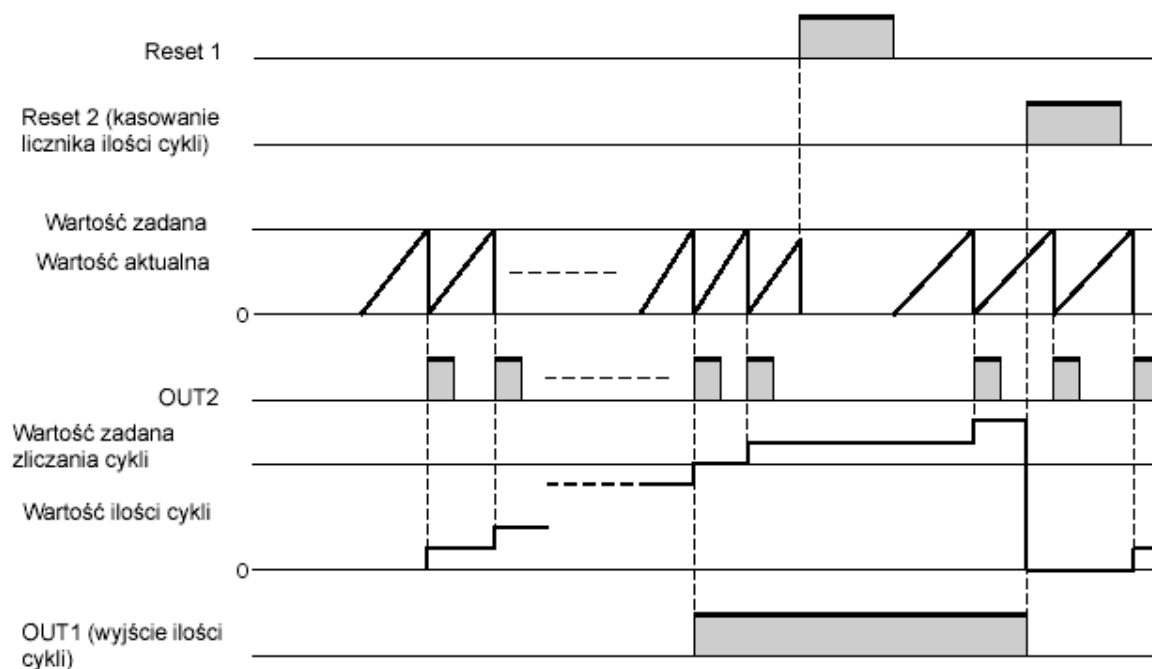 Reset 1
Reset 2 (kasowanie
licznika ilości cykli)
Wartość zadana
Wartość aktualna
0
OUT2
Wartość zadana
zliczania cykli
Wartość ilości cykli
0
OUT1 (wyjście ilości
cykli)